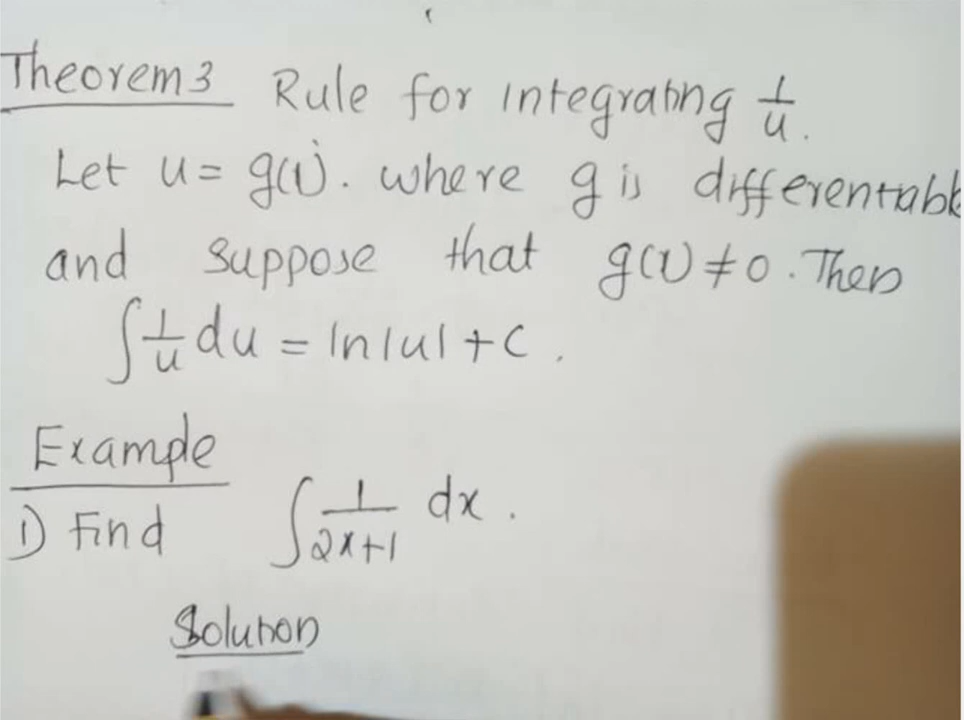 Theorem 3 Rule for integrating 1/u.
Let u = g(x). where g is differentiable
and suppose that g(x) ≠ 0. Then
∫ 1/u du = ln|u| + C.
Example
1) Find ∫ 1/(2x+1) dx.
Solution